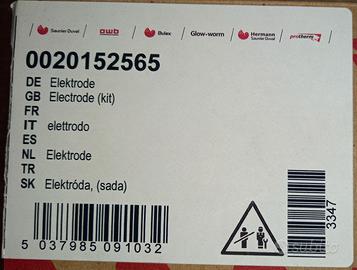 Saunier Duval awb Bulex Glow-worm Hermann Saunier Duval protherm
0020152565
DE Elektrode
GB Electrode (kit)
FR
IT elettrodo
ES
NL Elektrode
TR
SK Elektróda, (sada)
5 037985 091032
3347
subito